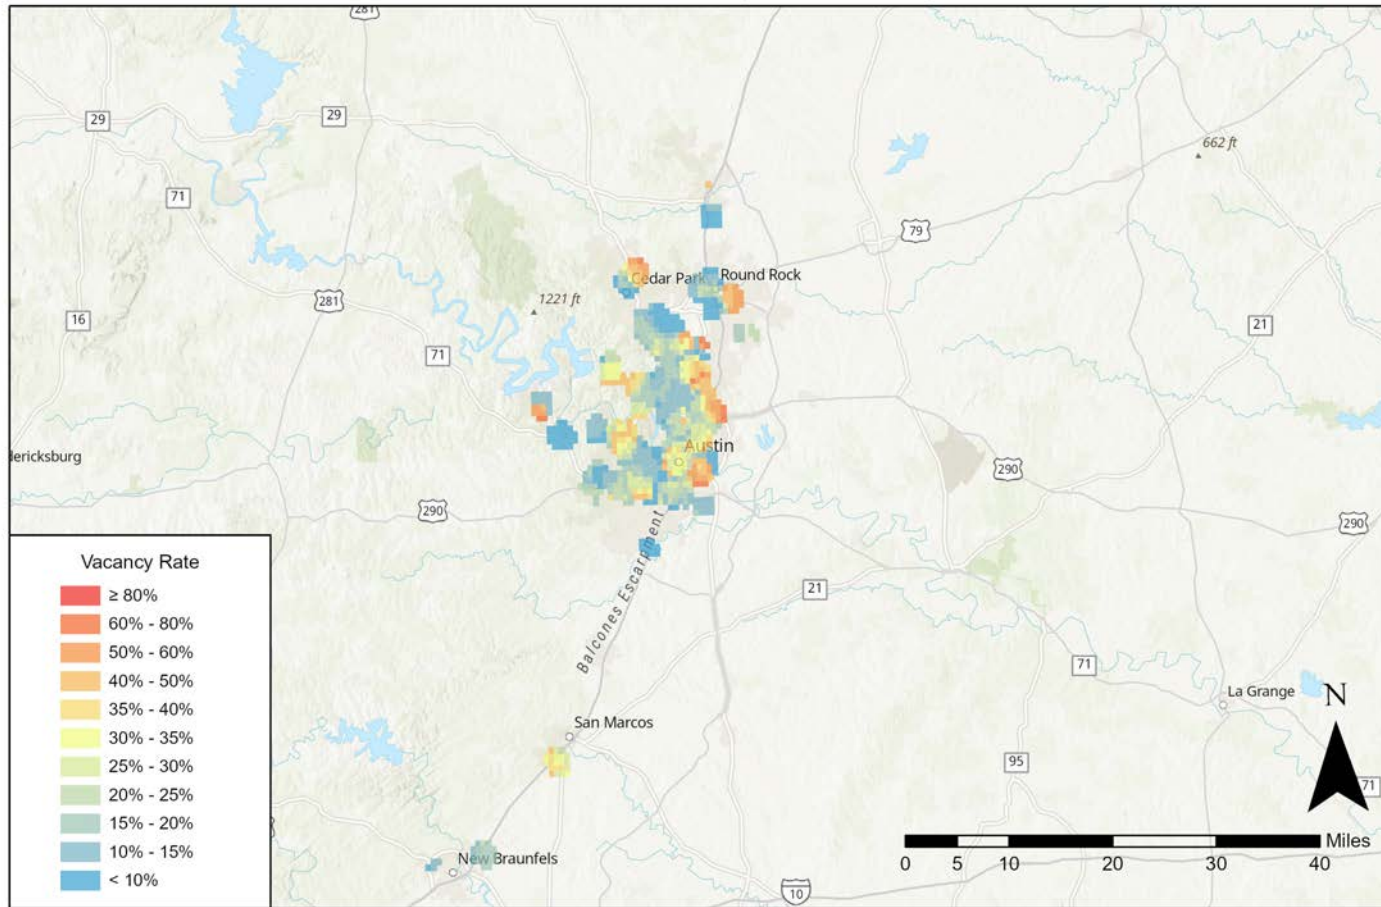 281
29
29
662 ft
71
79
Cedar Park
Round Rock
1221 ft
281
16
21
71
Austin
dericksburg
290
290
290
Balcones Escarpment
Vacancy Rate
≥ 80%
60% - 80%
50% - 60%
40% - 50%
35% - 40%
30% - 35%
25% - 30%
20% - 25%
15% - 20%
10% - 15%
< 10%
21
71
La Grange
N
San Marcos
95
71
Miles
0 5 10 20 30 40
New Braunfels
10